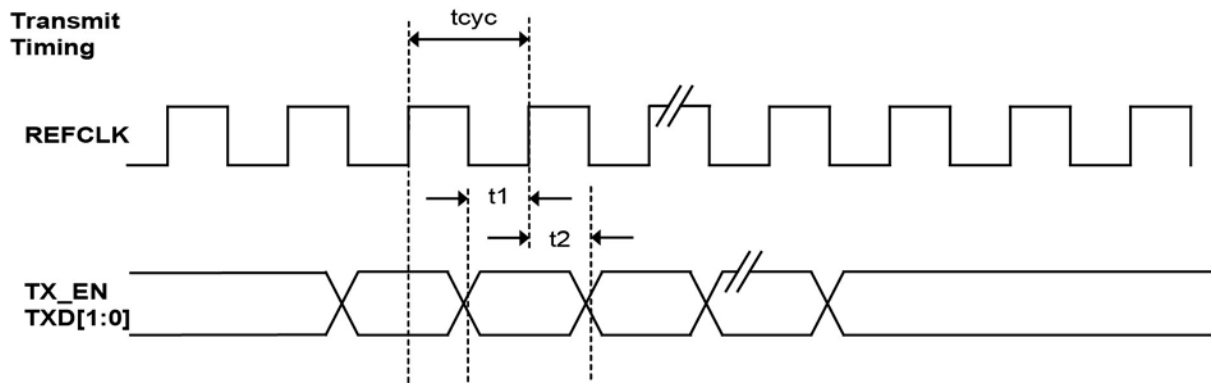 Transmit
Timing
tcyc
REFCLK
t1
t2
TX_EN
TXD[1:0]